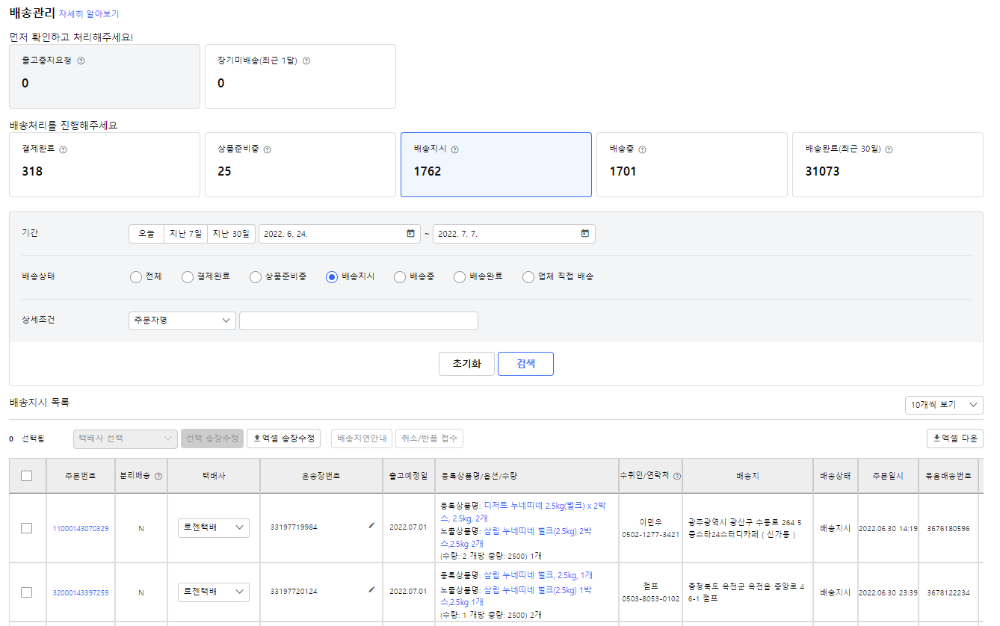 배송관리 자세히 알아보기
먼저 확인하고 처리해주세요!
출고중지요청 ?
0
장기미배송(최근 1달) ?
0
배송처리를 진행해주세요
결제완료 ?
318
상품준비중 ?
25
배송지시 ?
1762
배송중 ?
1701
배송완료(최근 30일) ?
31073
기간 오늘 지난 7일 지난 30일 2022. 6. 24. ~ 2022. 7. 7.
배송상태 전체 결제완료 상품준비중 배송지시 배송중 배송완료 업체 직접 배송
상세조건 주문자명
초기화 검색
배송지시 목록 10개씩 보기
0 선택됨 택배사 선택 선택 송장수정 엑셀 송장수정 배송지연안내 취소/반품 접수 엑셀 다운
주문번호 분리배송 ? 택배사 운송장번호 출고예정일 등록상품명/옵션/수량 수취인/연락처 ? 배송지 배송상태 주문일시 묶음배송번호
11000143070329 N 로젠택배 33197719984 2022.07.01
등록상품명: 디저트 누네띠네 2.5kg(벌크) x 2박
스, 2.5kg, 2개
노출상품명: 삼립 누네띠네 벌크(2.5kg) 2박
스,2.5kg 2개
(수량: 2 개당 중량: 2500) 1개
이민우
0502-1277-3421
광주광역시 광산구 수등로 264 5
층스타24스터디카페 ( 신가동 )
배송지시 2022.06.30 14:19 3676180596
32000143397259 N 로젠택배 33197720124 2022.07.01
등록상품명: 삼립 누네띠네 벌크, 2.5kg, 1개
노출상품명: 삼립 누네띠네 벌크(2.5kg) 1박
스,2.5kg 1개
(수량: 1 개당 중량: 2500) 2개
점프
0503-8053-0102
충청북도 옥천군 옥천읍 중앙로 4
6-1 점프
배송지시 2022.06.30 23:39 3678122234